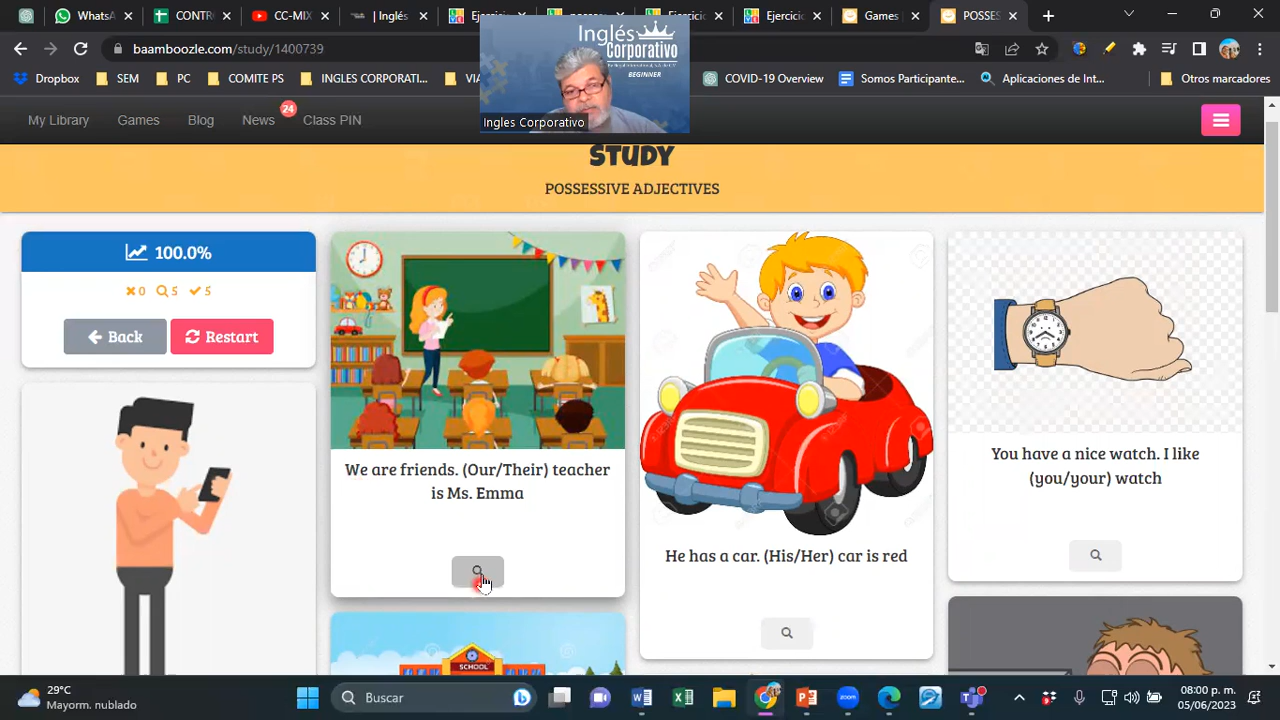 WhatsA
CONTR
CC-MIX
"Inglés
Ejercic
Ejercicio
Ejercici
Games |
POSSES
baamboozle.com/study/1400739
Dropbox
SEM
PC
COMITE PS
INGLES CORPORATI...
VIA
COVID-19 Overview
Somos Participante...
Aplicaciones de Int...
Otros marcadores
Inglés
Corporativo
BEGINNER
Ingles Corporativo
My Library
Games
Blog
News
24
Class PIN
STUDY
POSSESSIVE ADJECTIVES
100.0%
0
5
5
Back
Restart
We are friends. (Our/Their) teacher
is Ms. Emma
He has a car. (His/Her) car is red
You have a nice watch. I like
(you/your) watch
SCHOOL
29°C
Mayorm. nublado
Buscar
08:00 p. m.
05/06/2023